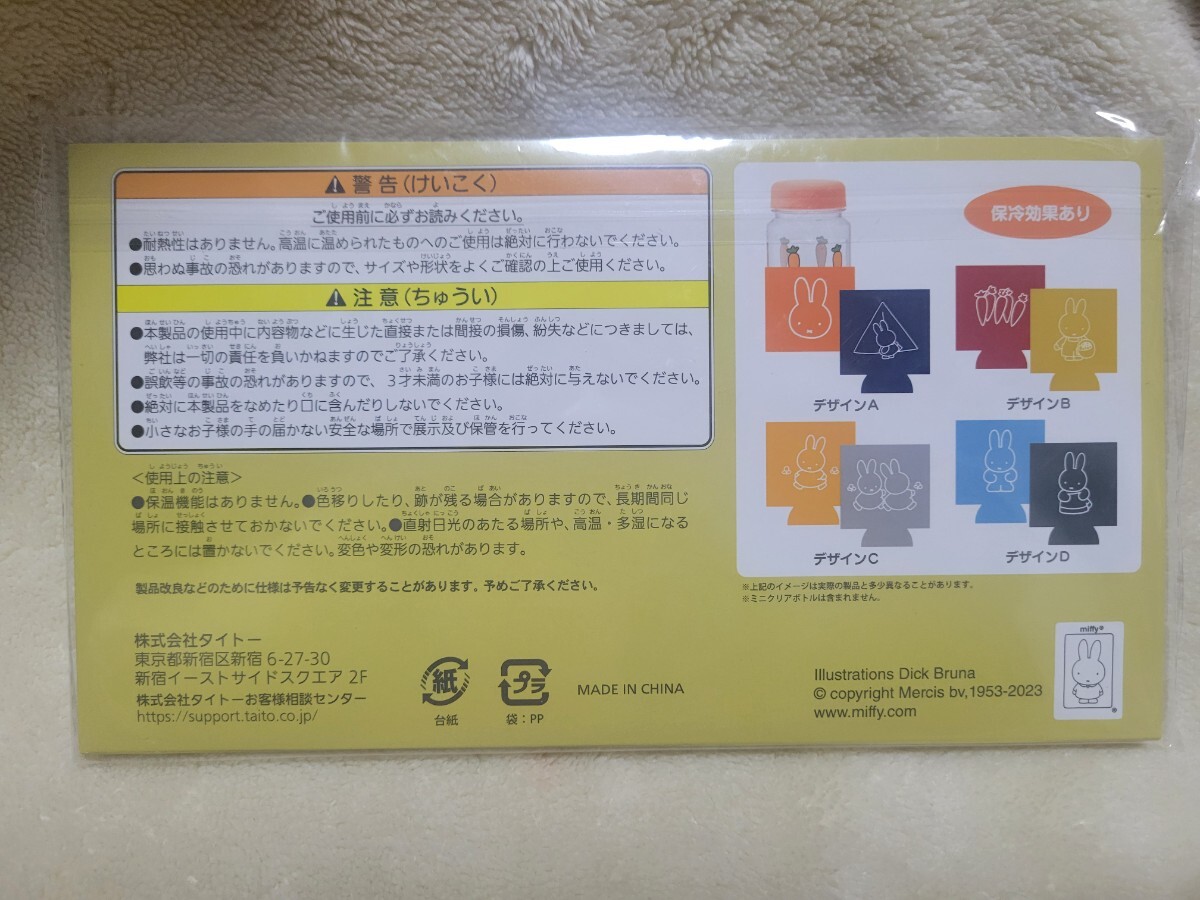 警告(けいこく)
ご使用前に必ずお読みください。
●耐熱性はありません。高温に温められたものへのご使用は絶対に行わないでください。
●思わぬ事故の恐れがありますので、サイズや形状をよくご確認の上ご使用ください。
注意(ちゅうい)
●本製品の使用中に内容物などに生じた直接または間接の損傷、紛失などにつきましては、
弊社は一切の責任を負いかねますのでご了承ください。
●誤飲等の事故の恐れがありますので、3才未満のお子様には絶対に与えないでください。
●絶対に本製品をなめたり口に含んだりしないでください。
●小さなお子様の手の届かない安全な場所で展示及び保管を行ってください。
<使用上の注意>
●保温機能はありません。●色移りしたり、跡が残る場合がありますので、長期間同じ
場所に接触させておかないでください。●直射日光のあたる場所や、高温・多湿になる
ところには置かないでください。変色や変形の恐れがあります。
製品改良などのために仕様は予告なく変更することがあります。予めご了承ください。
株式会社タイトー
東京都新宿区新宿 6-27-30
新宿イーストサイドスクエア 2F
株式会社タイトーお客様相談センター
https://support.taito.co.jp/
紙
台紙
プラ
袋:PP
MADE IN CHINA
保冷効果あり
デザインA
デザインB
デザインC
デザインD
※上記のイメージは実際の製品と多少異なることがあります。
※ミニクリアボトルは含まれません。
Illustrations Dick Bruna
© copyright Mercis bv,1953-2023
www.miffy.com
miffy®